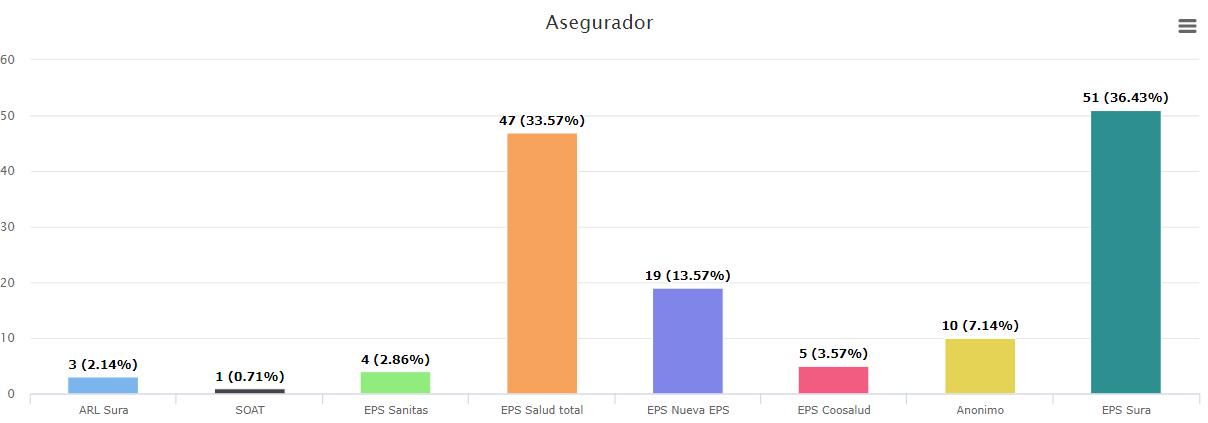 Asegurador
60
50
40
30
20
10
0
3 (2.14%)
1 (0.71%)
4 (2.86%)
47 (33.57%)
19 (13.57%)
5 (3.57%)
10 (7.14%)
51 (36.43%)
ARL Sura
SOAT
EPS Sanitas
EPS Salud total
EPS Nueva EPS
EPS Coosalud
Anonimo
EPS Sura